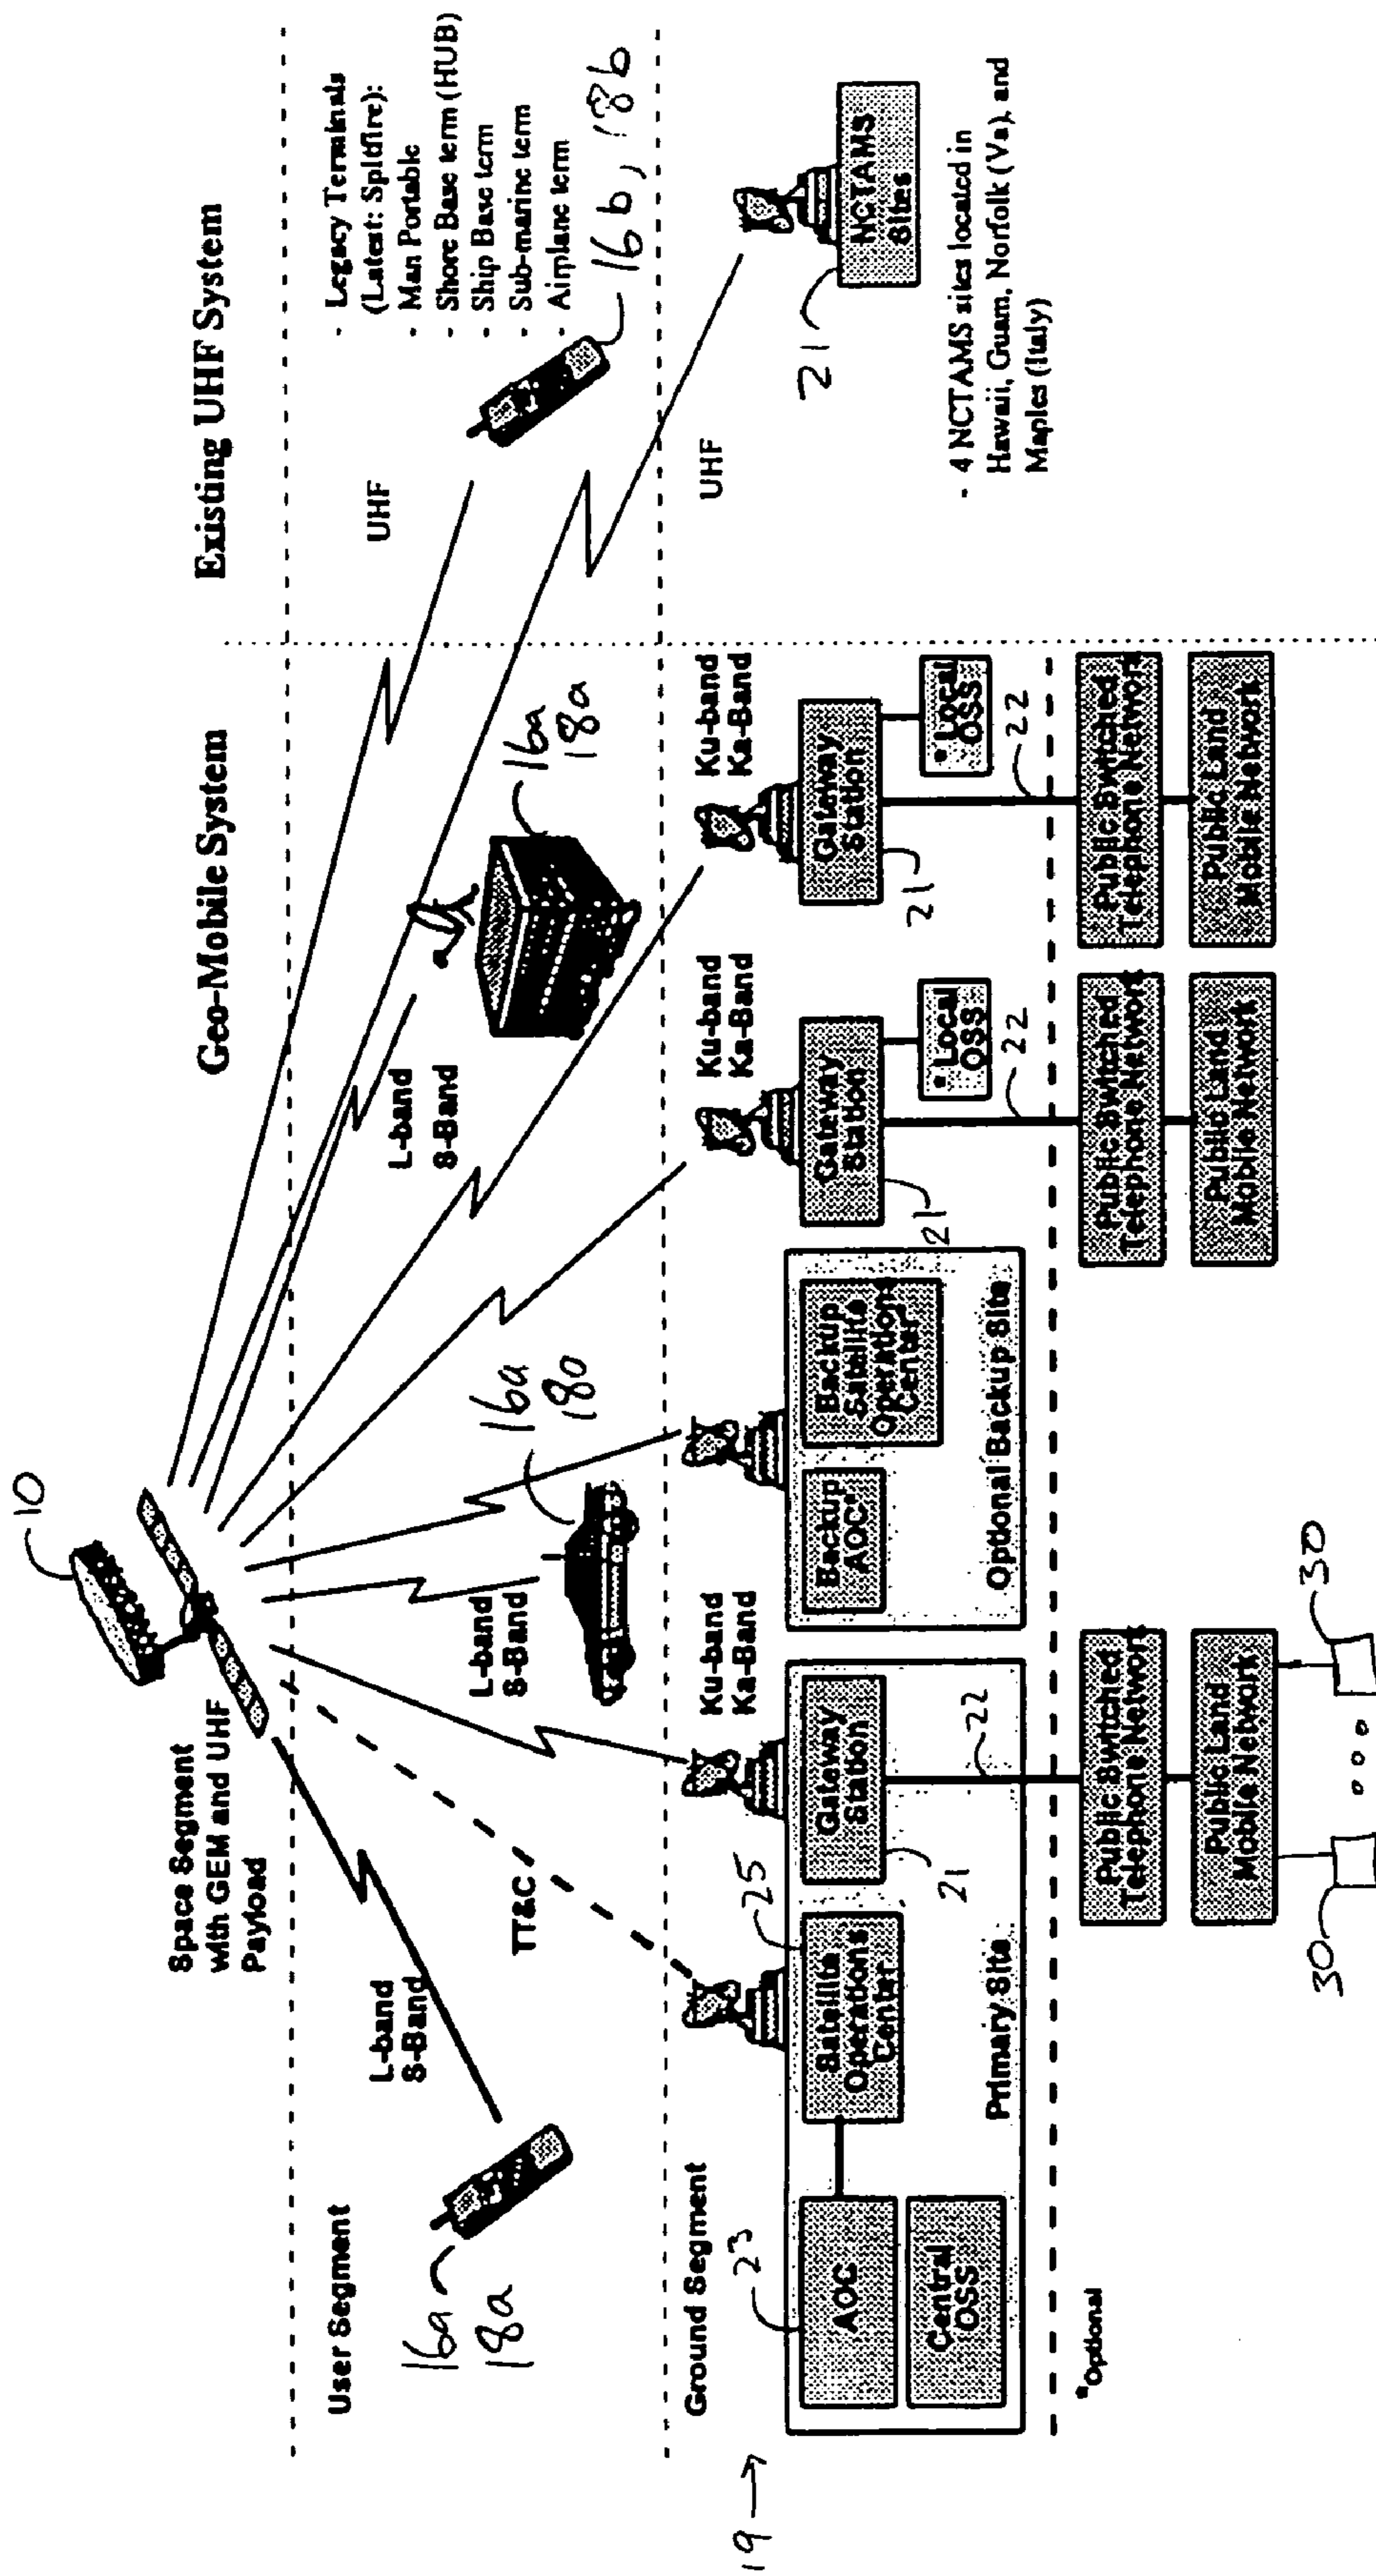 Geo-Mobile System
Existing UHF System
10
Space Segment
with GEM and UHF
Payload
User Segment
16a
18a
L-band
S-Band
TT&C
L-band
S-Band
16a
180
L-band
S-Band
16a
18a
UHF
- Legacy Terminals
(Latest: Spitfire):
- Man Portable
- Shore Base term (HUB)
- Ship Base term
- Sub-marine term
- Airplane term
16b, 18b
Ground Segment
19
23
AOC
Central
OSS
Satellite
Operations
Center
25
Gateway
Station
21
22
Primary Site
Ku-band
Ka-Band
Backup
AOC*
Backup
Satellite
Operations
Center
Optional Backup Site
Ku-band
Ka-Band
Gateway
Station
21
* Local
OSS
22
Ku-band
Ka-Band
Gateway
Station
21
* Local
OSS
22
UHF
21
NCTAMS
Sites
- 4 NCTAMS sites located in
Hawaii, Guam, Norfolk (Va), and
Maples (Italy)
*Optional
Public Switched
Telephone Network
Public Land
Mobile Network
30
30
Public Switched
Telephone Network
Public Land
Mobile Network
Public Switched
Telephone Network
Public Land
Mobile Network